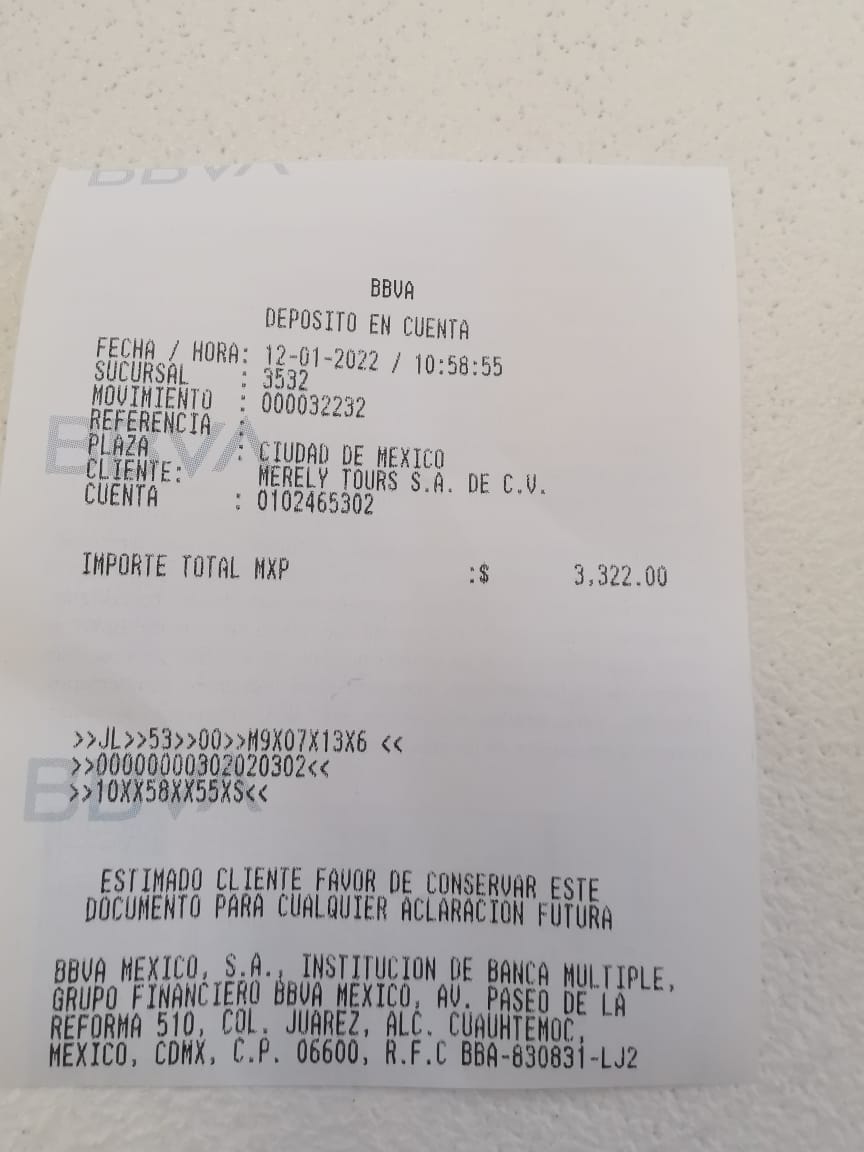 BBVA
BBVA
DEPOSITO EN CUENTA
FECHA / HORA: 12-01-2022 / 10:58:55
SUCURSAL : 3532
MOVIMIENTO : 000032232
REFERENCIA :
PLAZA : CIUDAD DE MEXICO
CLIENTE: MERELY TOURS S.A. DE C.V.
CUENTA : 0102465302
BBVA
IMPORTE TOTAL MXP :$ 3,322.00
>>JL>>53>>00>>M9X07X13X6 <<
>>00000000302020302<<
>>10XX58XX55XS<<
BBVA
ESTIMADO CLIENTE FAVOR DE CONSERVAR ESTE
DOCUMENTO PARA CUALQUIER ACLARACION FUTURA
BBVA MEXICO, S.A., INSTITUCION DE BANCA MULTIPLE,
GRUPO FINANCIERO BBVA MEXICO, AV. PASEO DE LA
REFORMA 510, COL. JUAREZ, ALC. CUAUHTEMOC,
MEXICO, CDMX, C.P. 06600, R.F.C BBA-830831-LJ2